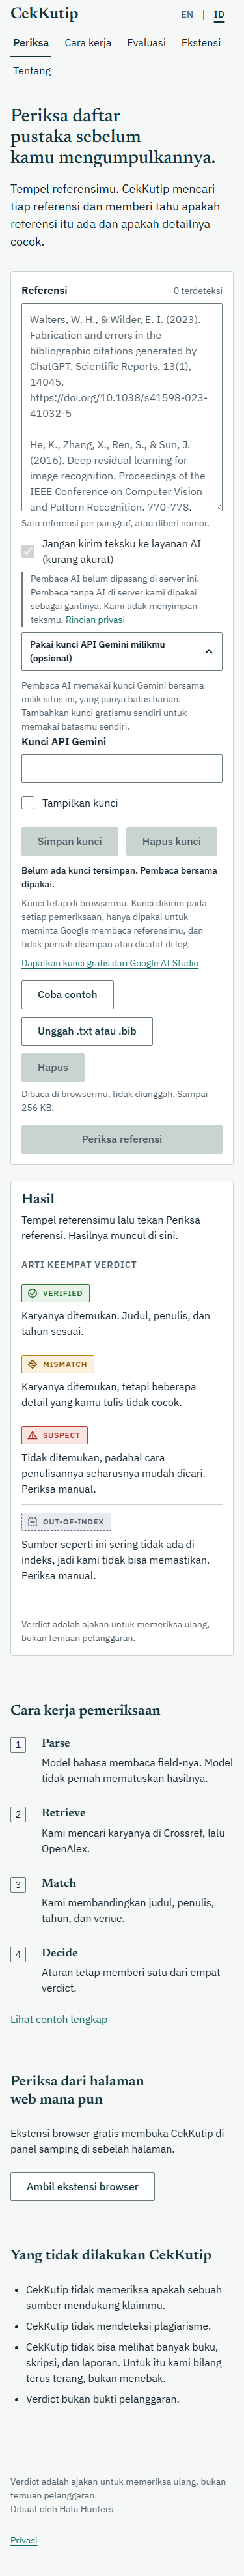 CekKutip
EN | ID
Periksa Cara kerja Evaluasi Ekstensi
Tentang
Periksa daftar
pustaka sebelum
kamu mengumpulkannya.
Tempel referensimu. CekKutip mencari
tiap referensi dan memberi tahu apakah
referensi itu ada dan apakah detailnya
cocok.
Referensi 0 terdeteksi
Walters, W. H., & Wilder, E. I. (2023).
Fabrication and errors in the
bibliographic citations generated by
ChatGPT. Scientific Reports, 13(1),
14045.
https://doi.org/10.1038/s41598-023-
41032-5
He, K., Zhang, X., Ren, S., & Sun, J.
(2016). Deep residual learning for
image recognition. Proceedings of the
IEEE Conference on Computer Vision
and Pattern Recognition, 770-778.
Satu referensi per paragraf, atau diberi nomor.
Jangan kirim teksku ke layanan AI
(kurang akurat)
Pembaca AI belum dipasang di server ini.
Pembaca tanpa AI di server kami dipakai
sebagai gantinya. Kami tidak menyimpan
teksmu. Rincian privasi
Pakai kunci API Gemini milikmu
(opsional)
Pembaca AI memakai kunci Gemini bersama
milik situs ini, yang punya batas harian.
Tambahkan kunci gratismu sendiri untuk
memakai batasmu sendiri.
Kunci API Gemini
Tampilkan kunci
Simpan kunci Hapus kunci
Belum ada kunci tersimpan. Pembaca bersama
dipakai.
Kunci tetap di browsermu. Kunci dikirim pada
setiap pemeriksaan, hanya dipakai untuk
meminta Google membaca referensimu, dan
tidak pernah disimpan atau dicatat di log.
Dapatkan kunci gratis dari Google AI Studio
Coba contoh
Unggah .txt atau .bib
Hapus
Dibaca di browsermu, tidak diunggah. Sampai
256 KB.
Periksa referensi
Hasil
Tempel referensimu lalu tekan Periksa
referensi. Hasilnya muncul di sini.
ARTI KEEMPAT VERDICT
VERIFIED
Karyanya ditemukan. Judul, penulis, dan
tahun sesuai.
MISMATCH
Karyanya ditemukan, tetapi beberapa
detail yang kamu tulis tidak cocok.
SUSPECT
Tidak ditemukan, padahal cara
penulisannya seharusnya mudah dicari.
Periksa manual.
OUT-OF-INDEX
Sumber seperti ini sering tidak ada di
indeks, jadi kami tidak bisa memastikan.
Periksa manual.
Verdict adalah ajakan untuk memeriksa ulang,
bukan temuan pelanggaran.
Cara kerja pemeriksaan
1 Parse
Model bahasa membaca field-nya. Model
tidak pernah memutuskan hasilnya.
2 Retrieve
Kami mencari karyanya di Crossref, lalu
OpenAlex.
3 Match
Kami membandingkan judul, penulis,
tahun, dan venue.
4 Decide
Aturan tetap memberi satu dari empat
verdict.
Lihat contoh lengkap
Periksa dari halaman
web mana pun
Ekstensi browser gratis membuka CekKutip di
panel samping di sebelah halaman.
Ambil ekstensi browser
Yang tidak dilakukan CekKutip
• CekKutip tidak memeriksa apakah sebuah
sumber mendukung klaimmu.
• CekKutip tidak mendeteksi plagiarisme.
• CekKutip tidak bisa melihat banyak buku,
skripsi, dan laporan. Untuk itu kami bilang
terus terang, bukan menebak.
• Verdict bukan bukti pelanggaran.
Verdict adalah ajakan untuk memeriksa ulang, bukan
temuan pelanggaran.
Dibuat oleh Halu Hunters
Privasi